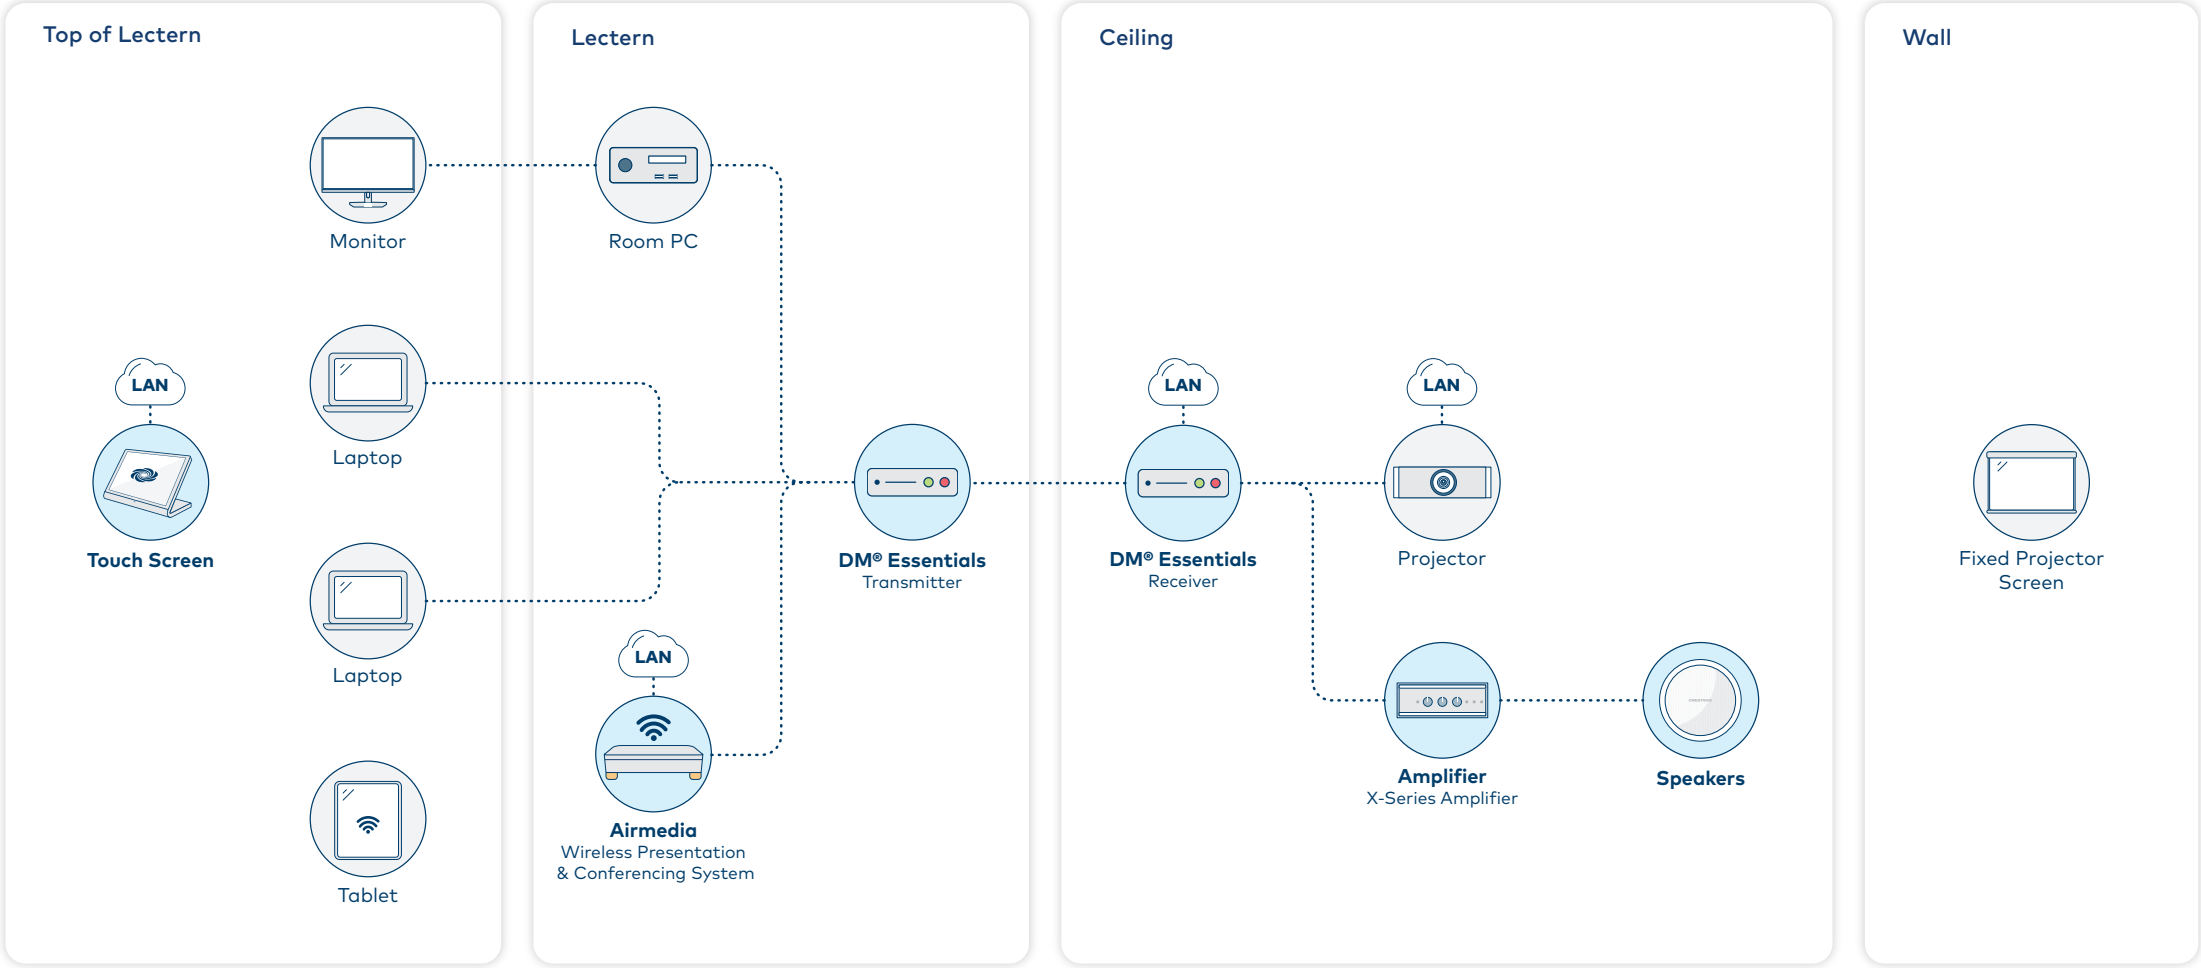 Top of Lectern
Monitor
LAN
Touch Screen
Laptop
Laptop
Tablet
Lectern
Room PC
LAN
Airmedia
Wireless Presentation
& Conferencing System
DM® Essentials
Transmitter
Ceiling
LAN
DM® Essentials
Receiver
LAN
Projector
Amplifier
X-Series Amplifier
Speakers
Wall
Fixed Projector
Screen